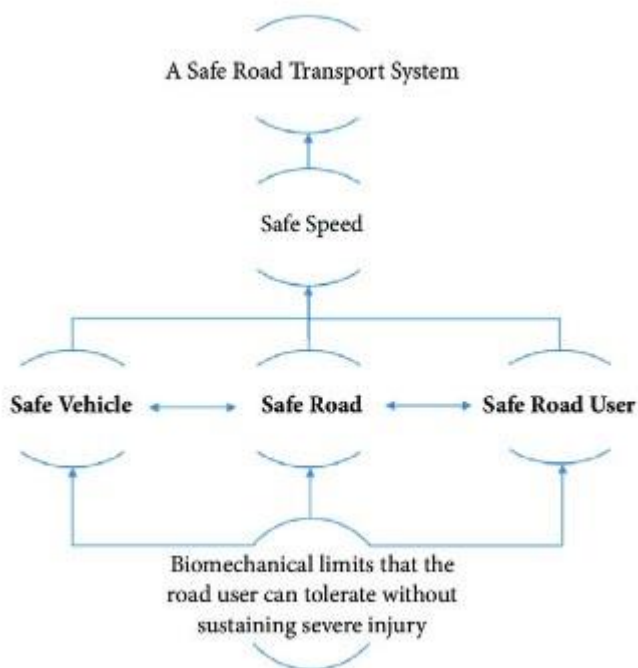 A Safe Road Transport System
Safe Speed
Safe Vehicle
Safe Road
Safe Road User
Biomechanical limits that the
road user can tolerate without
sustaining severe injury